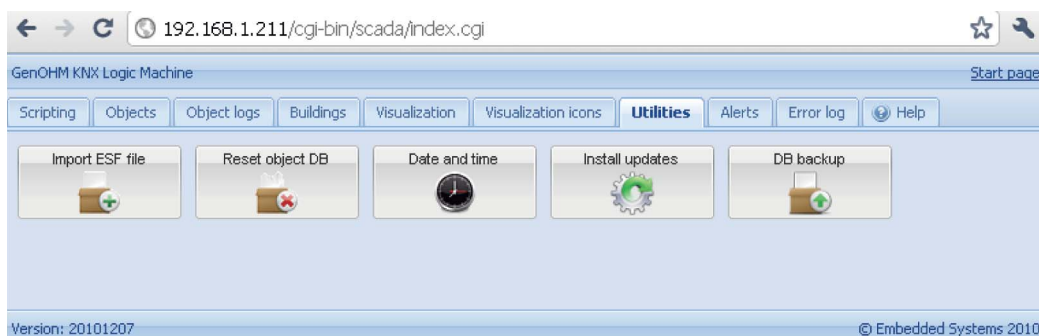 192.168.1.211/cgi-bin/scada/index.cgi
GenOHM KNX Logic Machine Start page
Scripting Objects Object logs Buildings Visualization Visualization icons Utilities Alerts Error log Help
Import ESF file Reset object DB Date and time Install updates DB backup
Version: 20101207 © Embedded Systems 2010